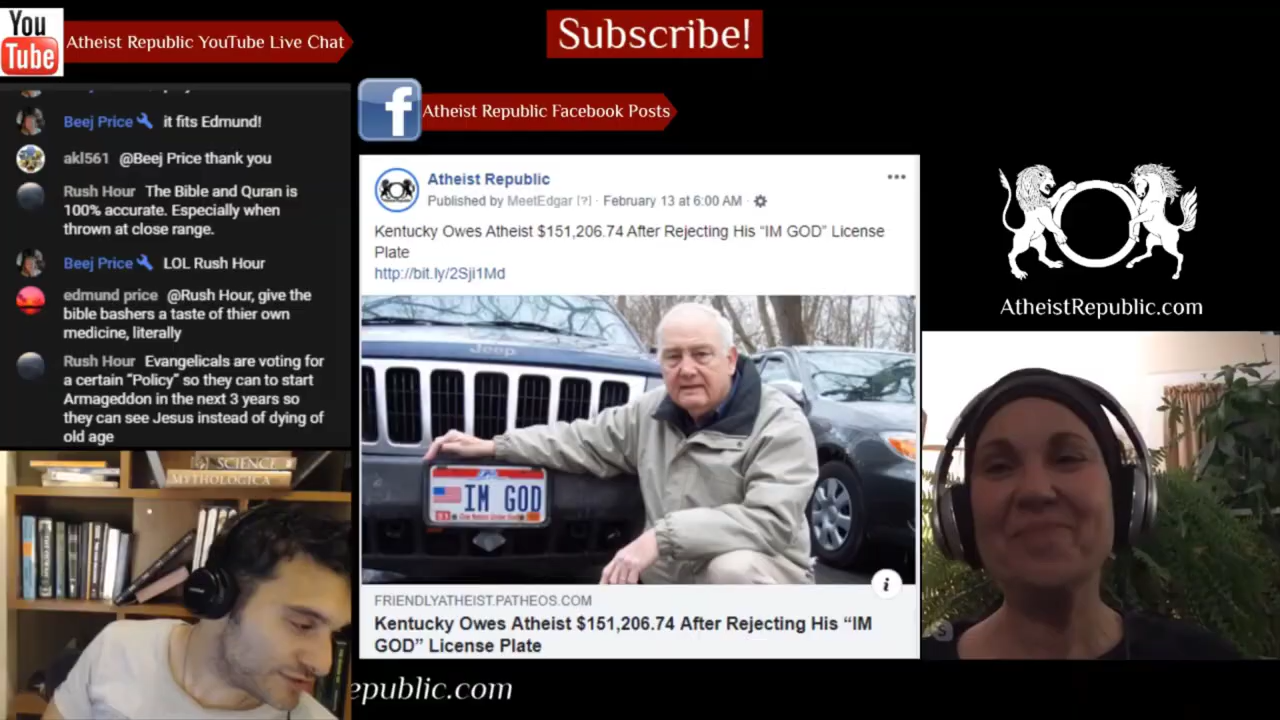 You
Tube
Atheist Republic YouTube Live Chat
Subscribe!
Beej Price it fits Edmund!
akl561 @Beej Price thank you
Rush Hour The Bible and Quran is
100% accurate. Especially when
thrown at close range.
Beej Price LOL Rush Hour
edmund price @Rush Hour, give the
bible bashers a taste of thier own
medicine, literally
Rush Hour Evangelicals are voting for
a certain “Policy” so they can to start
Armageddon in the next 3 years so
they can see Jesus instead of dying of
old age
f
Atheist Republic Facebook Posts
Atheist Republic
Published by MeetEdgar [?] · February 13 at 6:00 AM ·
Kentucky Owes Atheist $151,206.74 After Rejecting His “IM GOD” License
Plate
http://bit.ly/2Sji1Md
Jeep
IM GOD
FRIENDLYATHEIST.PATHEOS.COM
Kentucky Owes Atheist $151,206.74 After Rejecting His “IM
GOD” License Plate
AtheistRepublic.com
SCIENCE
MYTHOLOGICA
epublic.com